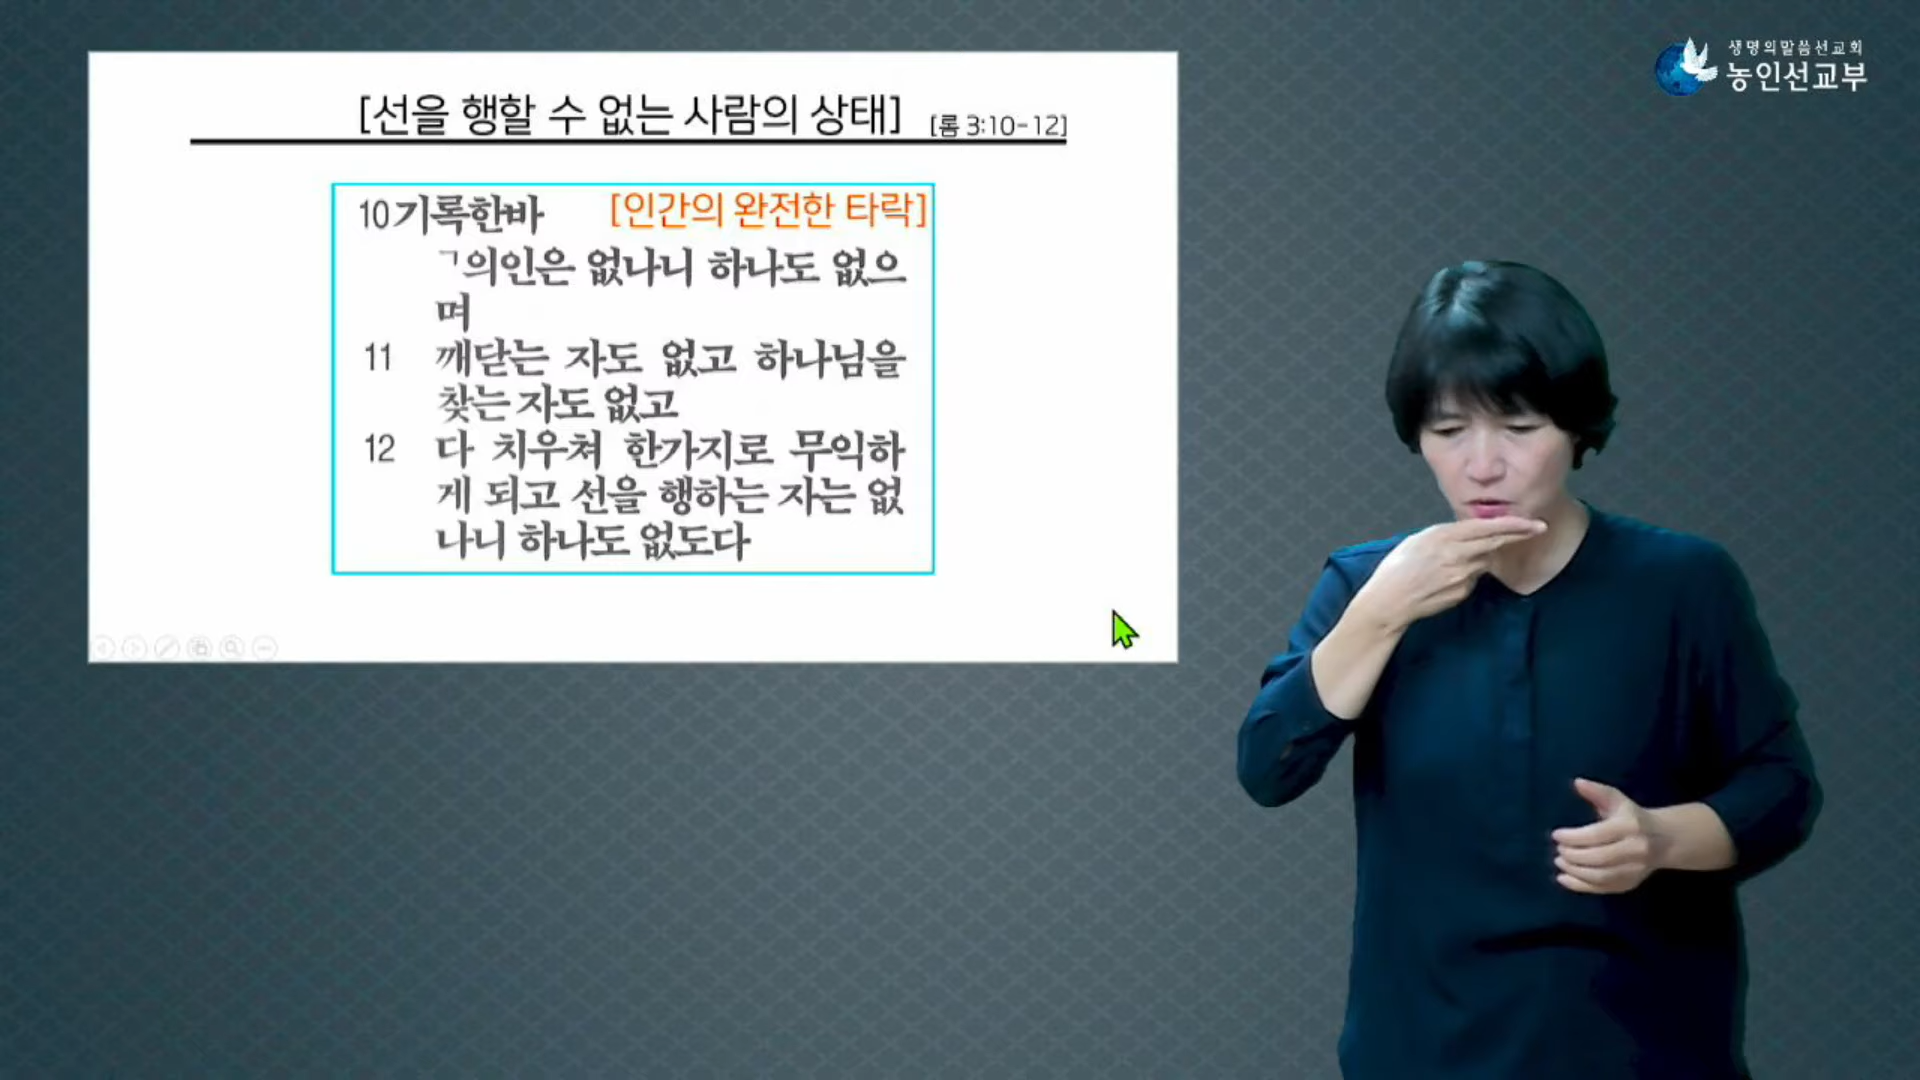 생명의말씀선교회
농인선교부
[선을 행할 수 없는 사람의 상태] [롬 3:10-12]
10 기록한바 [인간의 완전한 타락]
ㄱ의인은 없나니 하나도 없으
며
11 깨닫는 자도 없고 하나님을
찾는 자도 없고
12 다 치우쳐 한가지로 무익하
게 되고 선을 행하는 자는 없
나니 하나도 없도다